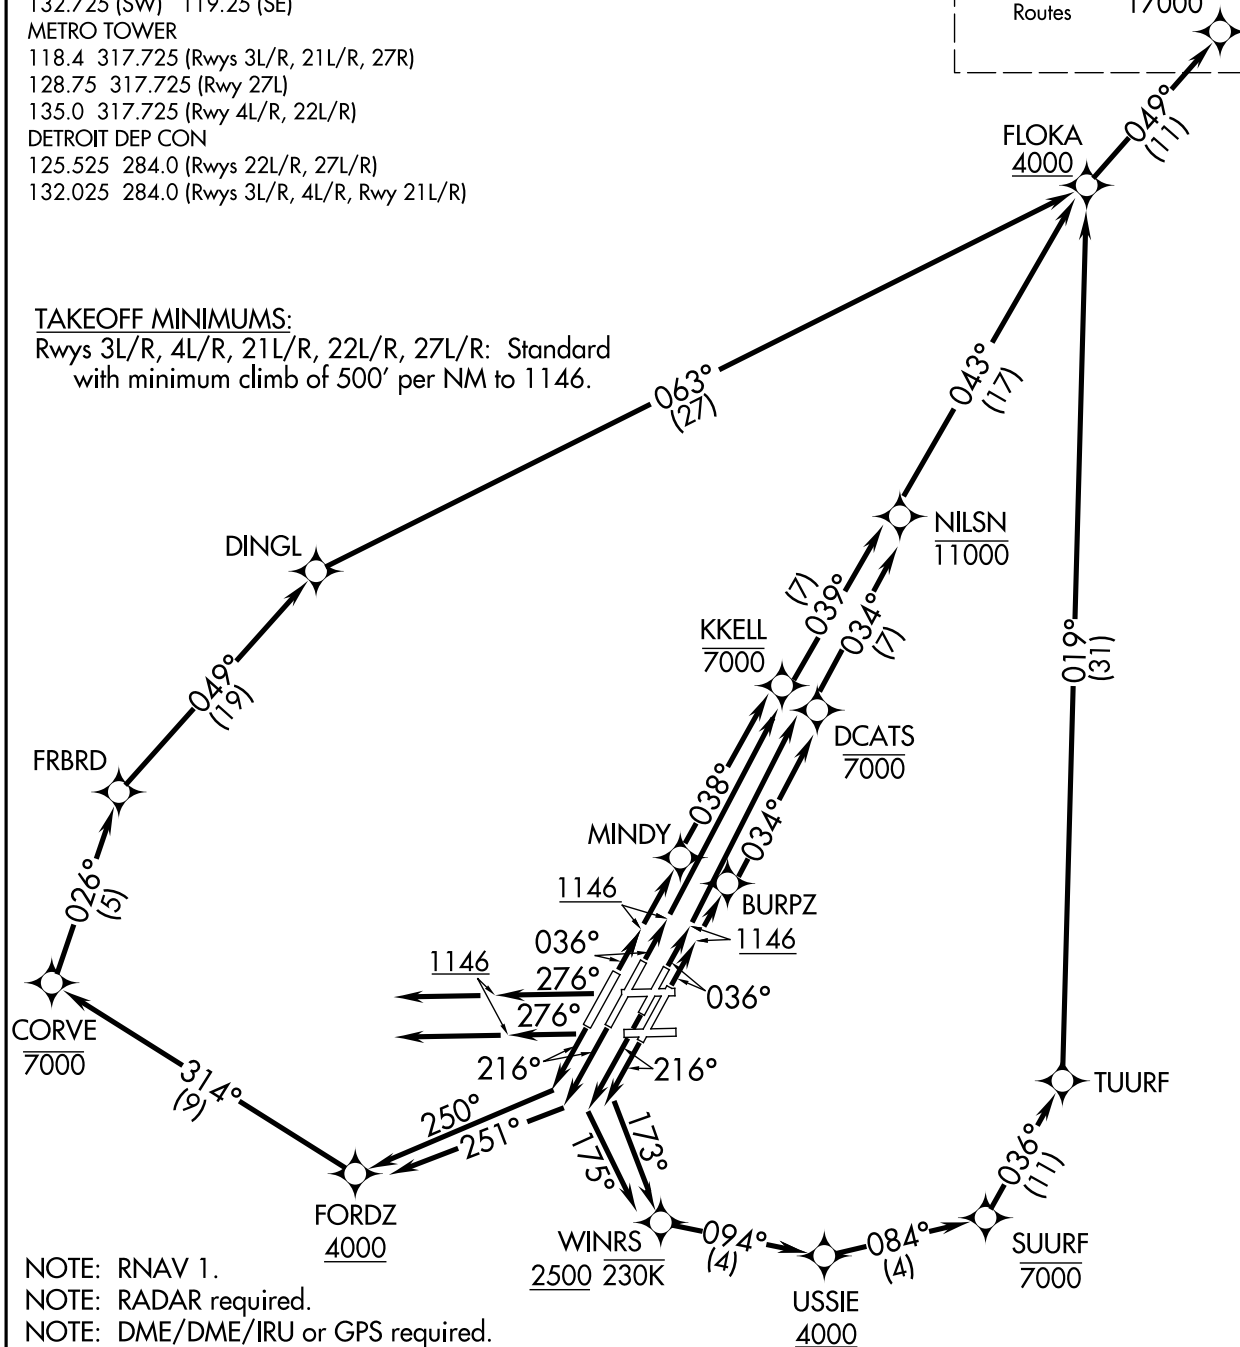 132.725 (SW) 119.25 (SE)
METRO TOWER
118.4 317.725 (Rwys 3L/R, 21L/R, 27R)
128.75 317.725 (Rwy 27L)
135.0 317.725 (Rwy 4L/R, 22L/R)
DETROIT DEP CON
125.525 284.0 (Rwys 22L/R, 27L/R)
132.025 284.0 (Rwys 3L/R, 4L/R, Rwy 21L/R)
Routes
17000
049°
(11)
FLOKA
4000
TAKEOFF MINIMUMS:
Rwys 3L/R, 4L/R, 21L/R, 22L/R, 27L/R: Standard
with minimum climb of 500' per NM to 1146.
063°
(27)
043°
(17)
NILSN
11000
DINGL
(7)
039°
034°
(7)
KKELL
7000
019°
(31)
049°
(19)
DCATS
7000
FRBRD
038°
034°
MINDY
026°
(5)
1146
BURPZ
036°
1146
1146
276°
036°
276°
CORVE
7000
216°
216°
314°
(9)
TUURF
250°
251°
175°
173°
036°
(11)
FORDZ
4000
WINRS
2500 230K
094°
(4)
084°
(4)
SUURF
7000
USSIE
4000
NOTE: RNAV 1.
NOTE: RADAR required.
NOTE: DME/DME/IRU or GPS required.